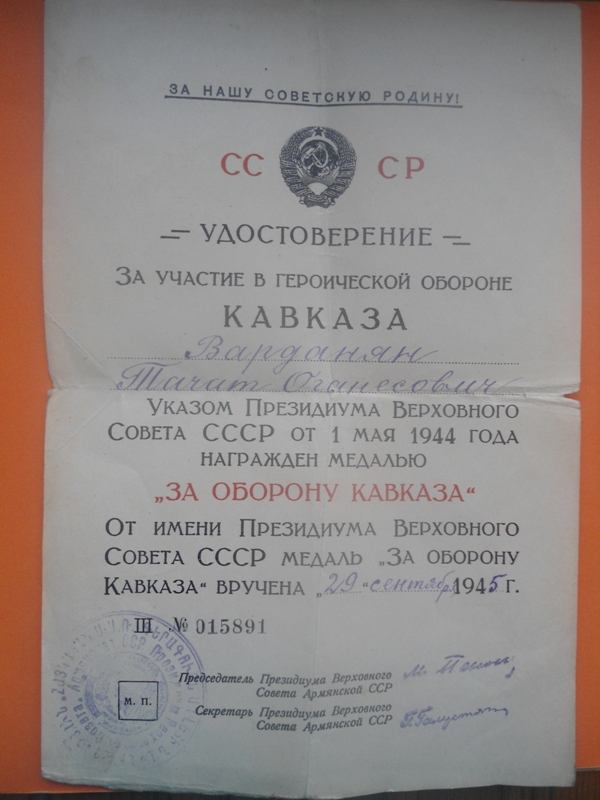 ЗА НАШУ СОВЕТСКУЮ РОДИНУ!
СС СР
УДОСТОВЕРЕНИЕ
ЗА УЧАСТИЕ В ГЕРОИЧЕСКОЙ ОБОРОНЕ
КАВКАЗА
Варданян
Тачат Оганесович
УКАЗОМ ПРЕЗИДИУМА ВЕРХОВНОГО
СОВЕТА СССР ОТ 1 МАЯ 1944 ГОДА
НАГРАЖДЕН МЕДАЛЬЮ
„ЗА ОБОРОНУ КАВКАЗА“
ОТ ИМЕНИ ПРЕЗИДИУМА ВЕРХОВНОГО
СОВЕТА СССР МЕДАЛЬ „ЗА ОБОРОНУ
КАВКАЗА“ ВРУЧЕНА „29“ сентября 1945 Г.
Ш № 015891
Председатель Президиума Верховного
Совета Армянской ССР
М. П.
Секретарь Президиума Верховного
Совета Армянской ССР